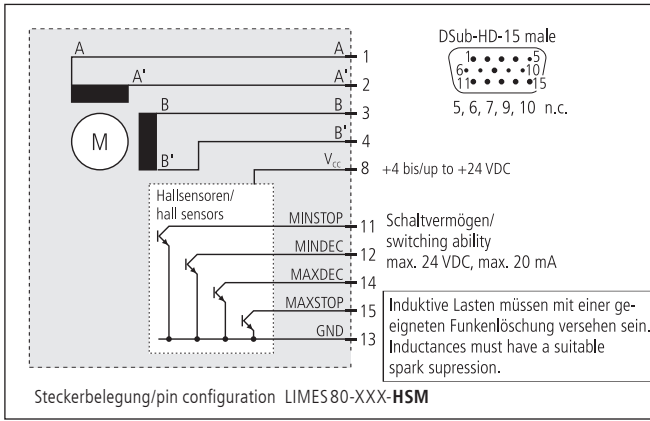 DSub-HD-15 male
1 5
6 10
11 15
5, 6, 7, 9, 10 n.c.
A A 1
A' A' 2
B B 3
M B' B' 4
Vcc 8 +4 bis/up to +24 VDC
Hallsensoren/
hall sensors
MINSTOP 11
MINDEC 12
MAXDEC 14
MAXSTOP 15
GND 13
Schaltvermögen/
switching ability
max. 24 VDC, max. 20 mA
Induktive Lasten müssen mit einer ge-
eigneten Funkenlöschung versehen sein.
Inductances must have a suitable
spark supression.
Steckerbelegung/pin configuration LIMES80-XXX-HSM